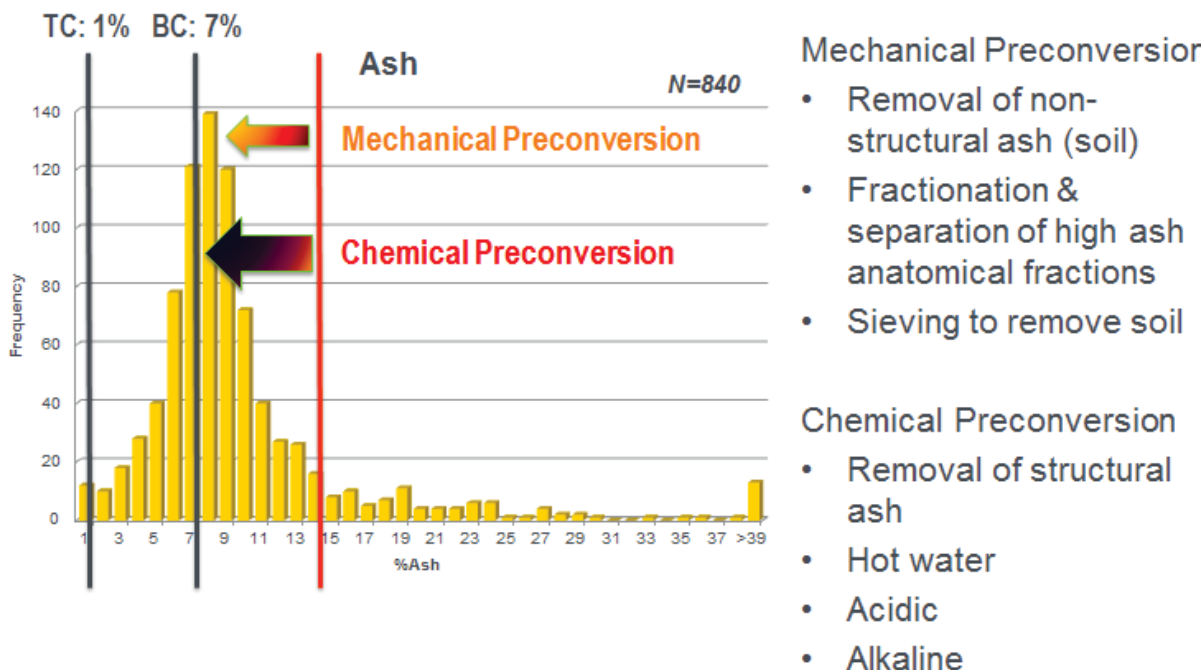 TC: 1% BC: 7%
Ash
N=840
Mechanical Preconversion
Chemical Preconversion
140
120
100
80
60
40
20
0
Frequency
1 3 5 7 9 11 13 15 17 19 21 23 25 27 29 31 33 35 37 >39
%Ash
Mechanical Preconversion
• Removal of non-
structural ash (soil)
• Fractionation &
separation of high ash
anatomical fractions
• Sieving to remove soil
Chemical Preconversion
• Removal of structural
ash
• Hot water
• Acidic
• Alkaline